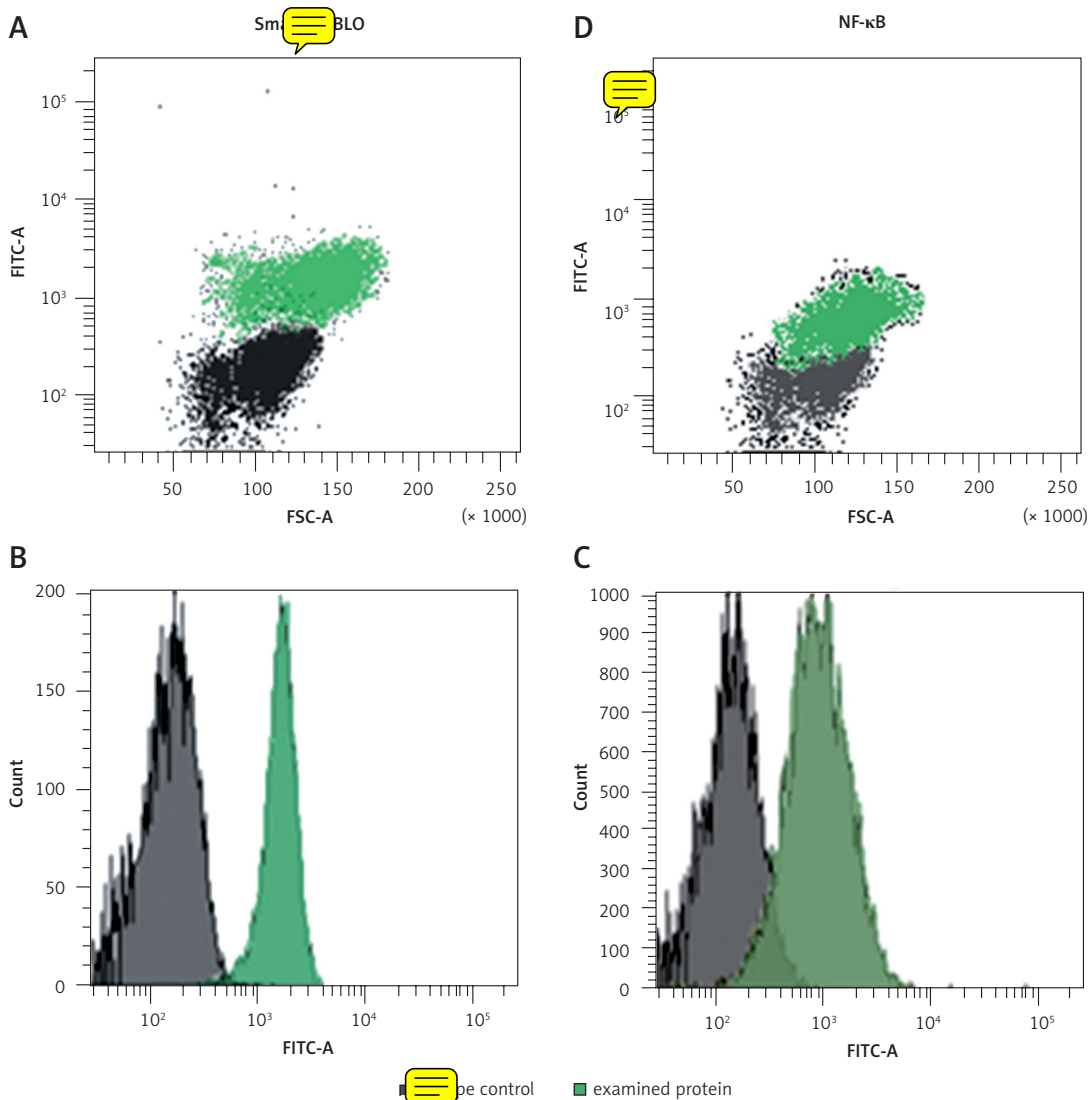 A
BLO
D
NF-κB
10⁵
10⁴
10³
10²
FITC-A
50 100 150 200 250
FSC-A (× 1000)
10⁴
10³
10²
FITC-A
50 100 150 200 250
FSC-A (× 1000)
B
200
150
100
50
0
Count
10² 10³ 10⁴ 10⁵
FITC-A
C
1000
900
800
700
600
500
400
300
200
100
0
Count
10² 10³ 10⁴ 10⁵
FITC-A
control
examined protein